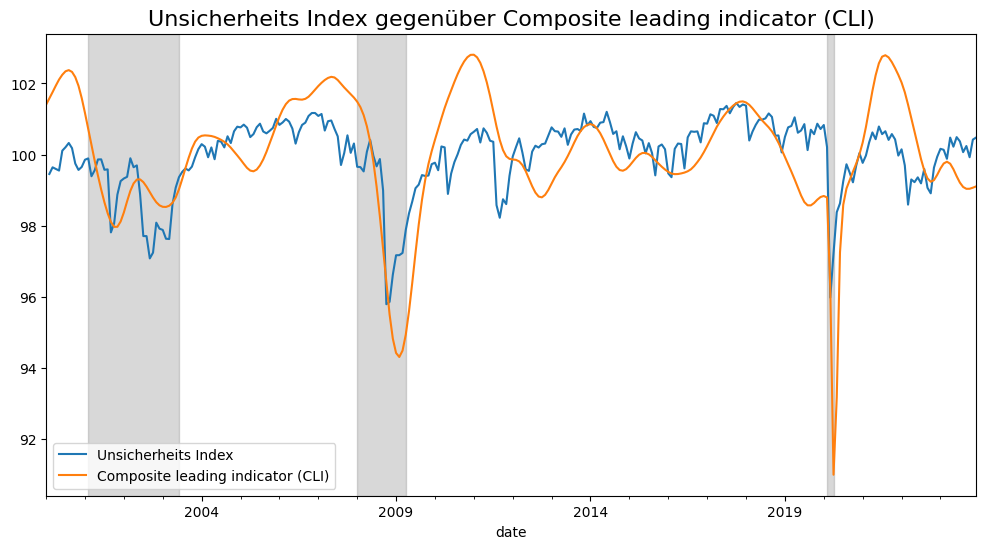 Unsicherheits Index gegenüber Composite leading indicator (CLI)
102
100
98
96
94
92
Unsicherheits Index
Composite leading indicator (CLI)
2004
2009
2014
2019
date